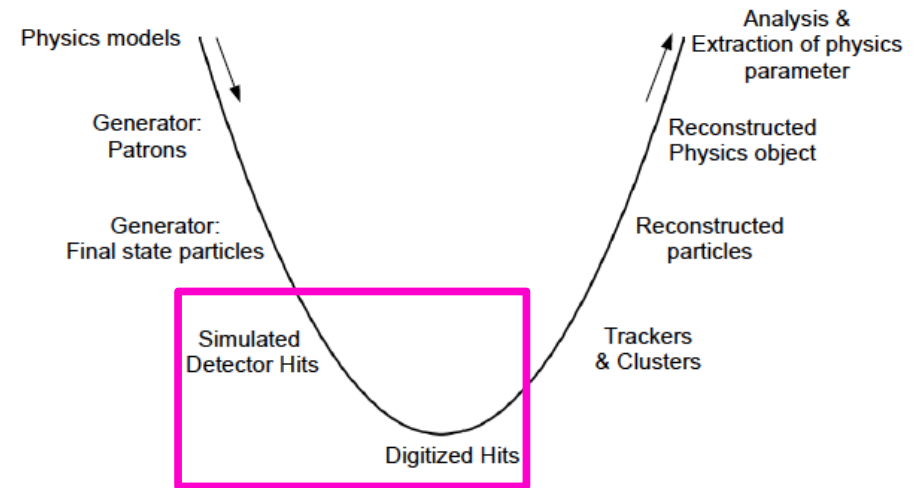 Physics models
Generator:
Patrons
Generator:
Final state particles
Simulated
Detector Hits
Digitized Hits
Trackers
& Clusters
Reconstructed
particles
Reconstructed
Physics object
Analysis &
Extraction of physics
parameter